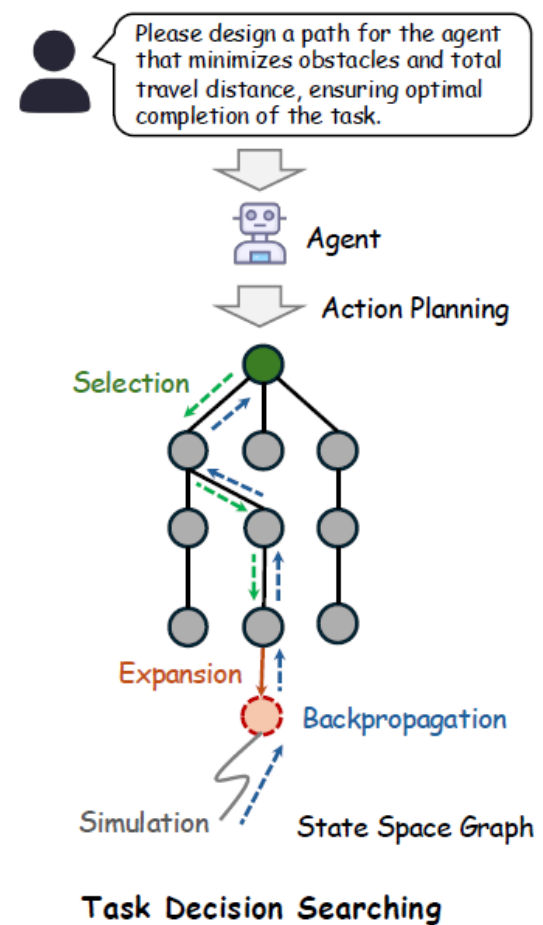 Please design a path for the agent
that minimizes obstacles and total
travel distance, ensuring optimal
completion of the task.
Agent
Action Planning
Selection
Expansion
Backpropagation
Simulation
State Space Graph
Task Decision Searching